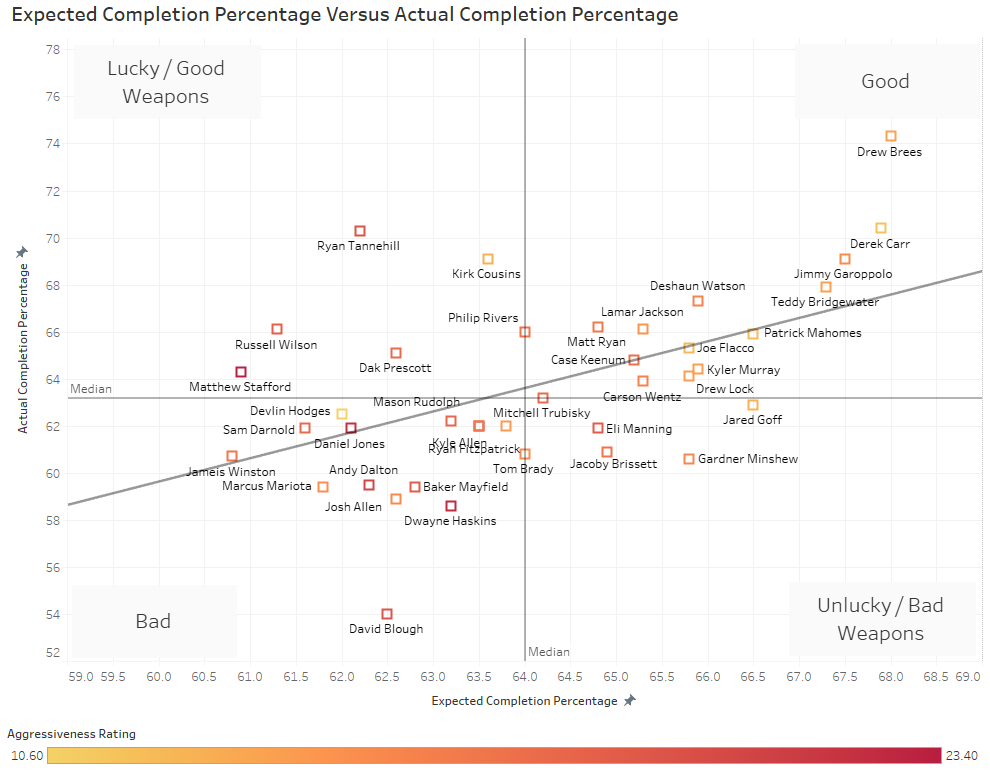 Expected Completion Percentage Versus Actual Completion Percentage
78
76
74
72
70
68
66
64
62
60
58
56
54
52
Actual Completion Percentage
Lucky / Good
Weapons
Good
Drew Brees
Derek Carr
Ryan Tannehill
Kirk Cousins
Jimmy Garoppolo
Deshaun Watson
Teddy Bridgewater
Lamar Jackson
Philip Rivers
Patrick Mahomes
Russell Wilson
Matt Ryan
Joe Flacco
Case Keenum
Dak Prescott
Kyler Murray
Matthew Stafford
Median
Drew Lock
Carson Wentz
Mason Rudolph
Devlin Hodges
Mitchell Trubisky
Jared Goff
Sam Darnold
Eli Manning
Daniel Jones
Kyle Allen
Ryan Fitzpatrick
Gardner Minshew
Jacoby Brissett
Tom Brady
Jameis Winston
Andy Dalton
Marcus Mariota
Baker Mayfield
Josh Allen
Dwayne Haskins
David Blough
Bad
Unlucky / Bad
Weapons
Median
59.0 59.5 60.0 60.5 61.0 61.5 62.0 62.5 63.0 63.5 64.0 64.5 65.0 65.5 66.0 66.5 67.0 67.5 68.0 68.5 69.0
Expected Completion Percentage
Aggressiveness Rating
10.60 23.40